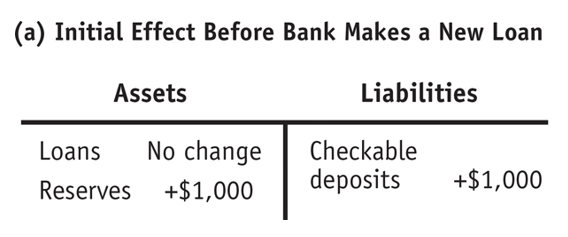 (a) Initial Effect Before Bank Makes a New Loan
Assets Liabilities
Loans No change Checkable
deposits +$1,000
Reserves +$1,000